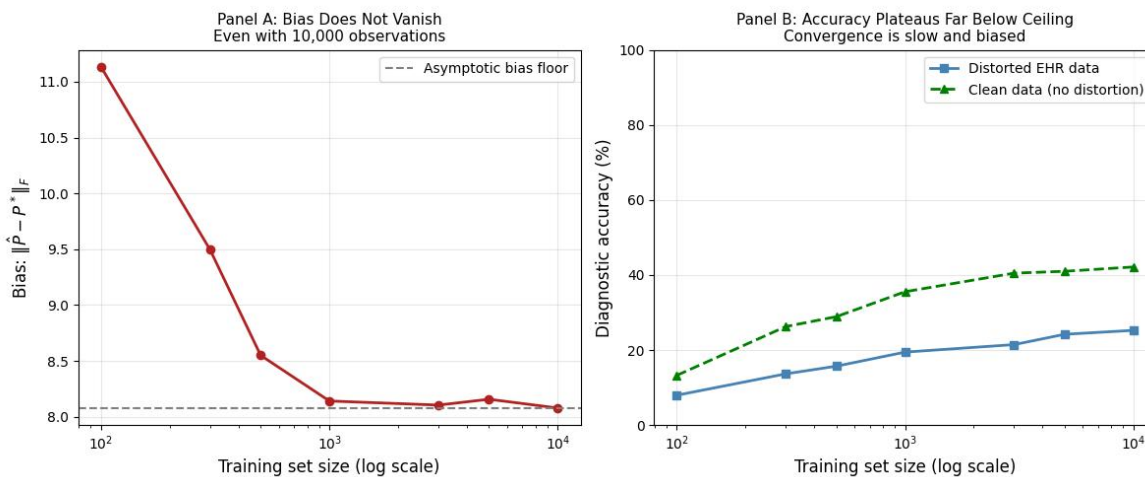 Panel A: Bias Does Not Vanish
Even with 10,000 observations
Asymptotic bias floor
Bias: ‖P̂ − P*‖_F
11.0
10.5
10.0
9.5
9.0
8.5
8.0
10²
10³
10⁴
Training set size (log scale)
Panel B: Accuracy Plateaus Far Below Ceiling
Convergence is slow and biased
Distorted EHR data
Clean data (no distortion)
Diagnostic accuracy (%)
100
80
60
40
20
0
10²
10³
10⁴
Training set size (log scale)